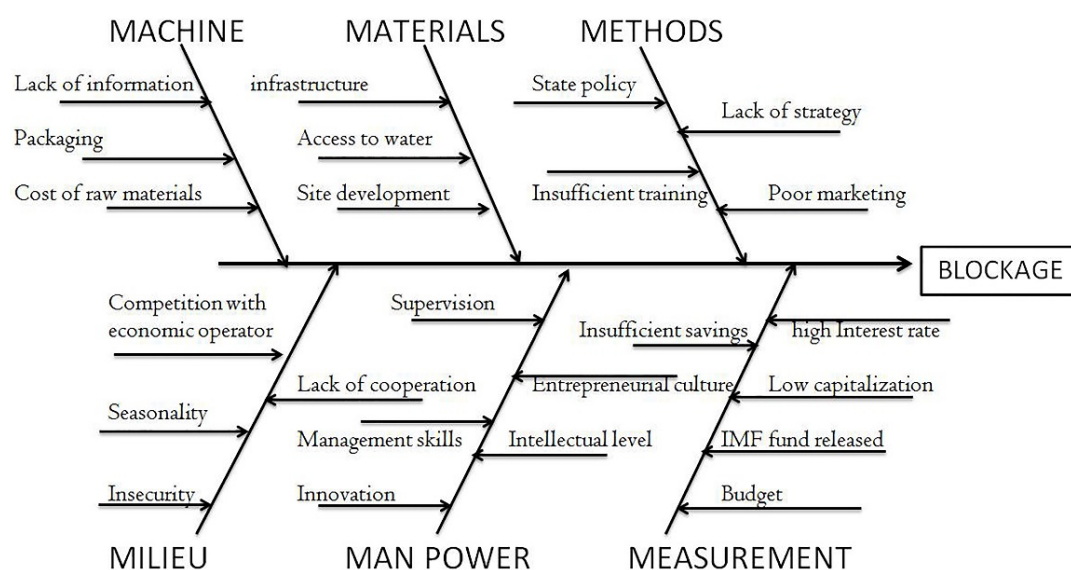 MACHINE
MATERIALS
METHODS
Lack of information
infrastructure
State policy
Lack of strategy
Packaging
Access to water
Cost of raw materials
Site development
Insufficient training
Poor marketing
BLOCKAGE
Competition with
economic operator
Supervision
Insufficient savings
high Interest rate
Lack of cooperation
Entrepreneurial culture
Low capitalization
Seasonality
Management skills
Intellectual level
IMF fund released
Insecurity
Innovation
Budget
MILIEU
MAN POWER
MEASUREMENT